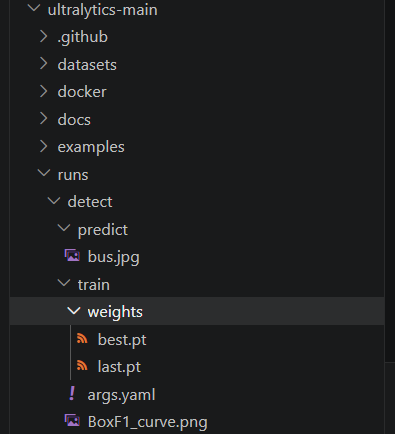 ultralytics-main
.github
datasets
docker
docs
examples
runs
detect
predict
bus.jpg
train
weights
best.pt
last.pt
! args.yaml
BoxF1_curve.png